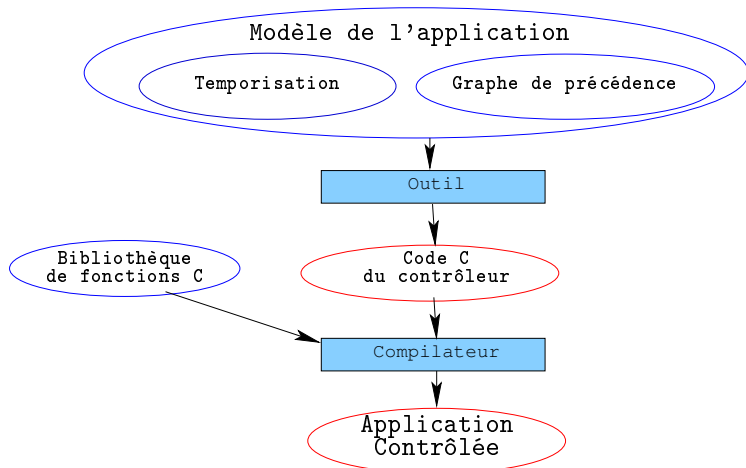 Modèle de l'application
Temporisation
Graphe de précédence
Outil
Bibliothèque
de fonctions C
Code C
du contrôleur
Compilateur
Application
Contrôlée